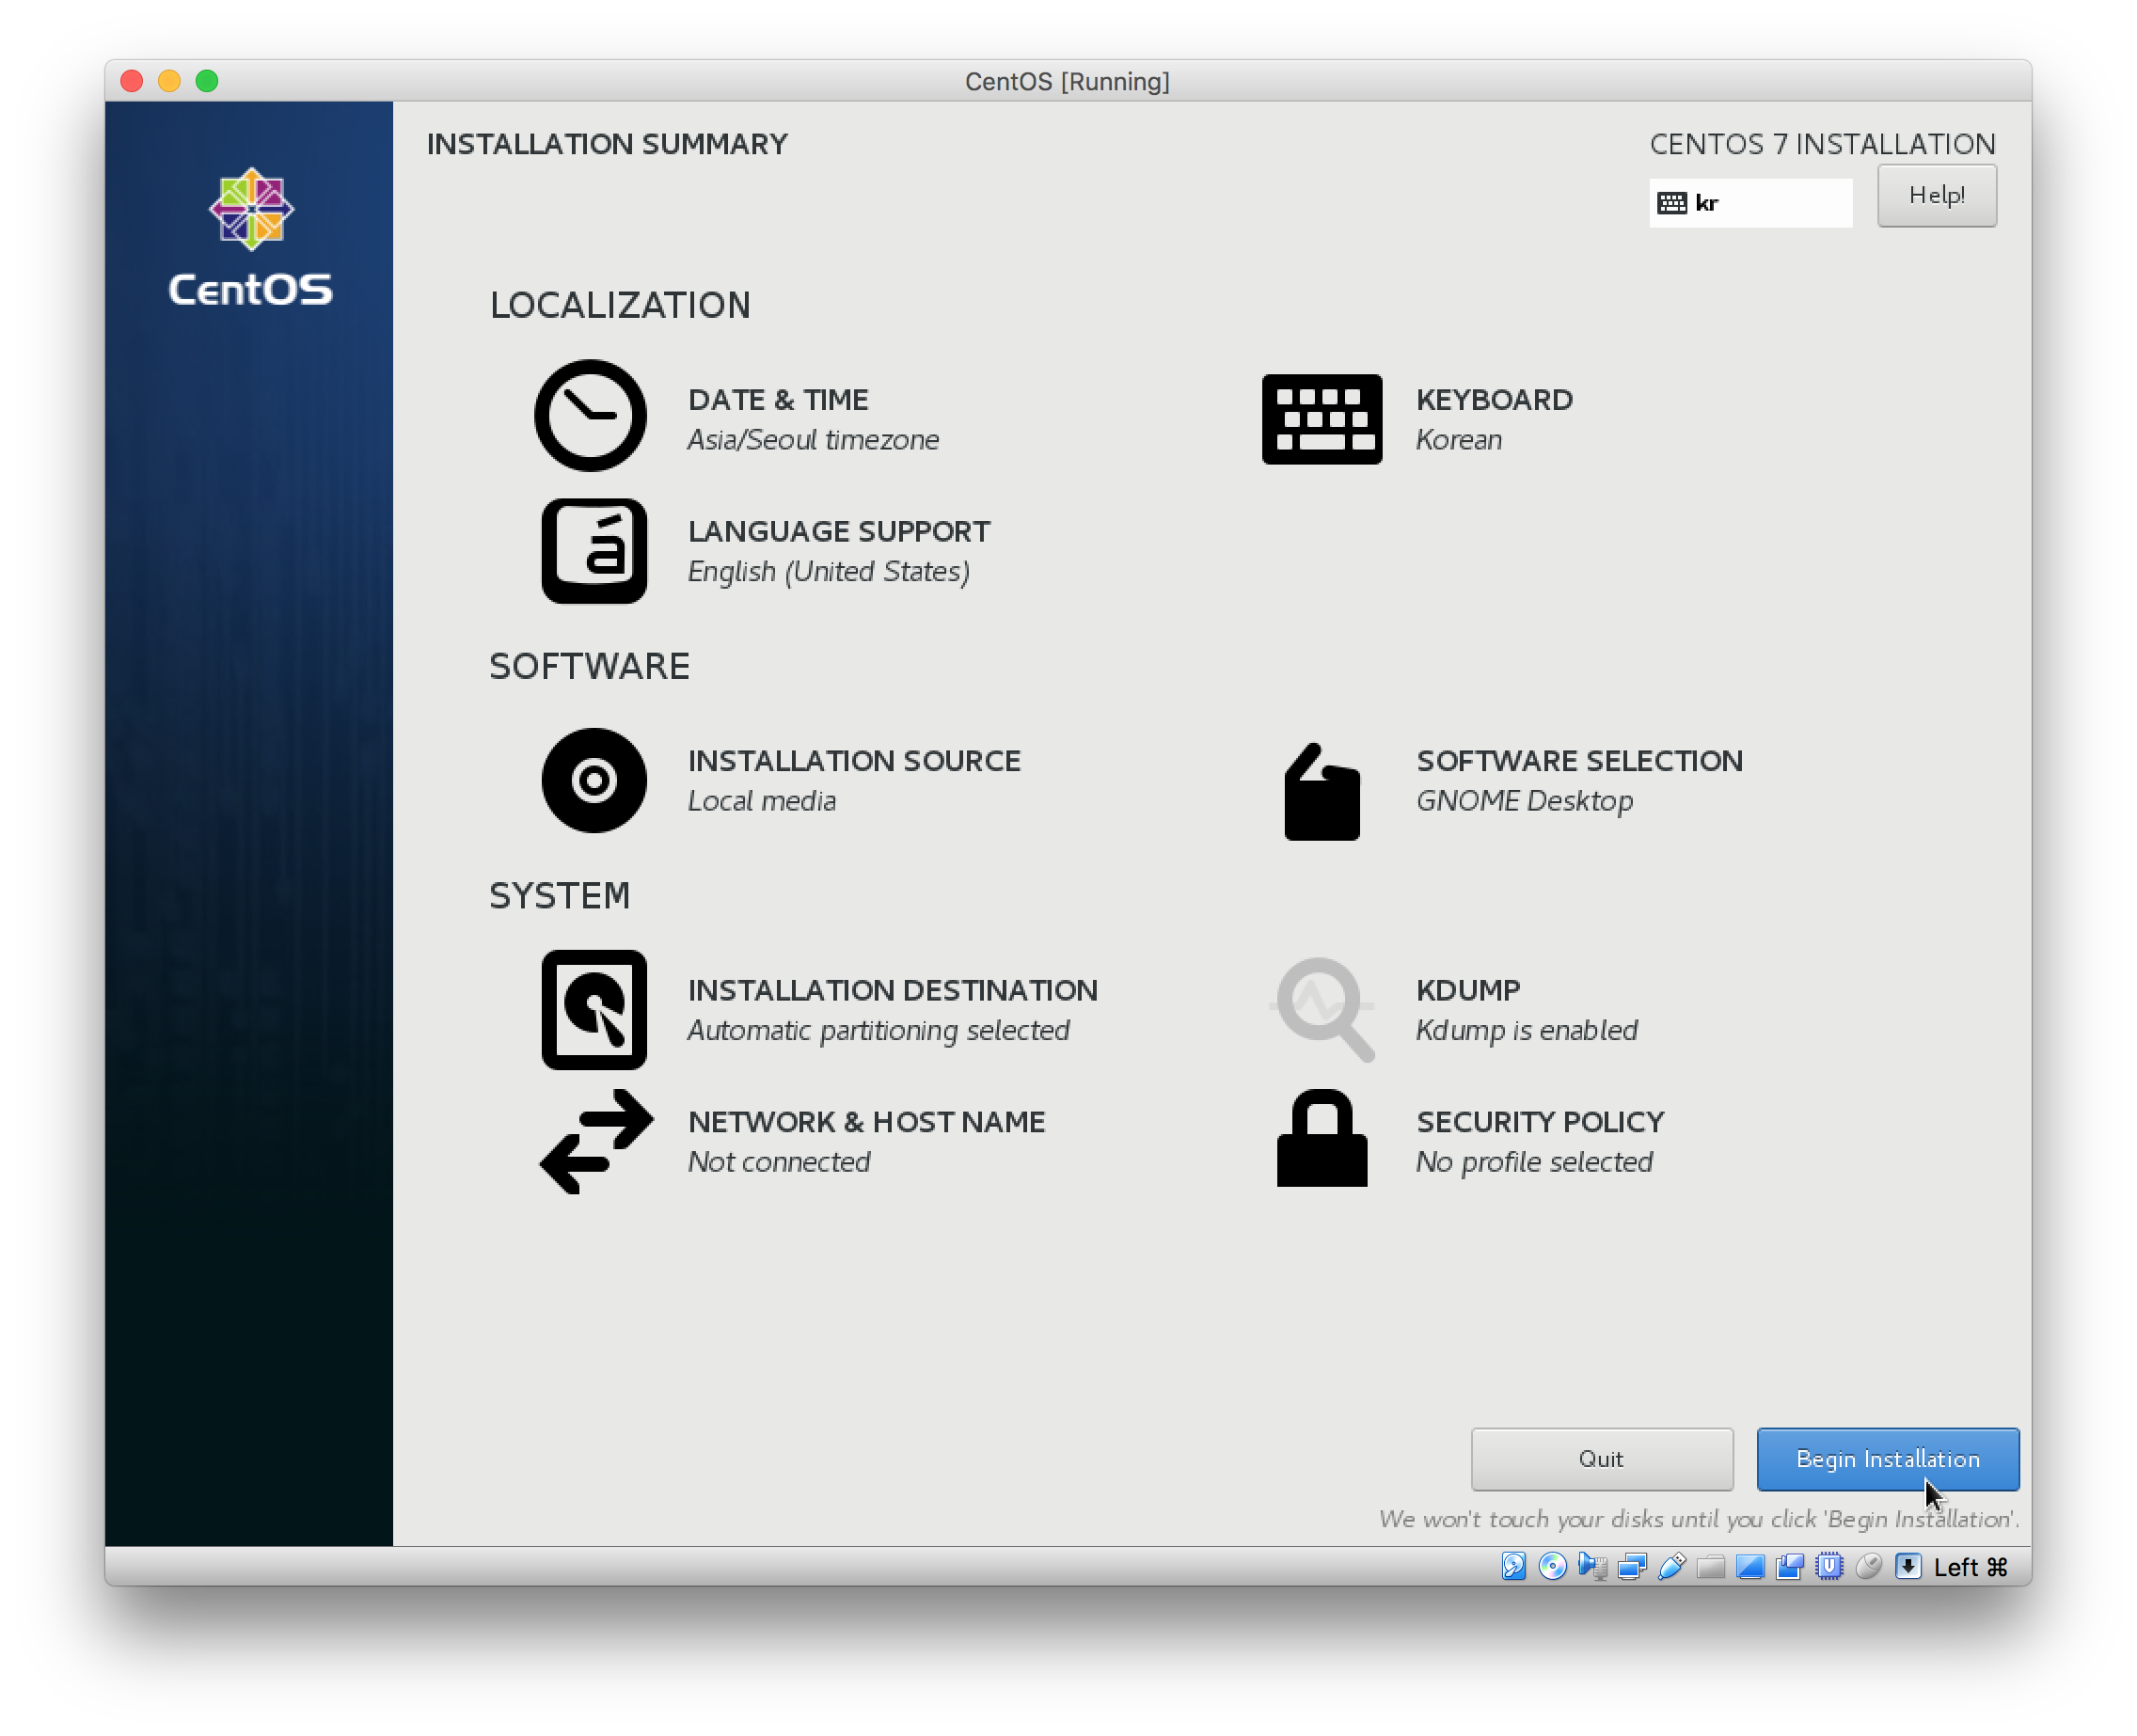 CentOS [Running]
INSTALLATION SUMMARY
CENTOS 7 INSTALLATION
kr
Help!
CentOS
LOCALIZATION
DATE & TIME
Asia/Seoul timezone
KEYBOARD
Korean
LANGUAGE SUPPORT
English (United States)
SOFTWARE
INSTALLATION SOURCE
Local media
SOFTWARE SELECTION
GNOME Desktop
SYSTEM
INSTALLATION DESTINATION
Automatic partitioning selected
KDUMP
Kdump is enabled
NETWORK & HOST NAME
Not connected
SECURITY POLICY
No profile selected
Quit
Begin Installation
We won't touch your disks until you click 'Begin Installation'.
Left ⌘